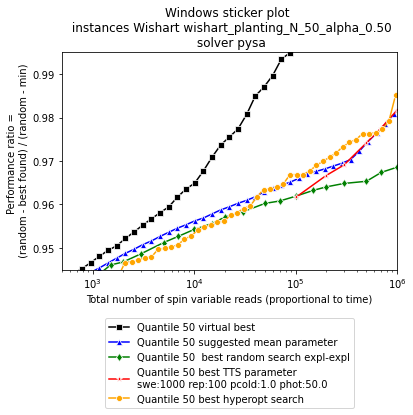 Windows sticker plot
instances Wishart wishart_planting_N_50_alpha_0.50
solver pysa
Performance ratio =
(random - best found) / (random - min)
0.99
0.98
0.97
0.96
0.95
10³
10⁴
10⁵
10⁶
Total number of spin variable reads (proportional to time)
Quantile 50 virtual best
Quantile 50 suggested mean parameter
Quantile 50  best random search expl-expl
Quantile 50 best TTS parameter
swe:1000 rep:100 pcold:1.0 phot:50.0
Quantile 50 best hyperopt search